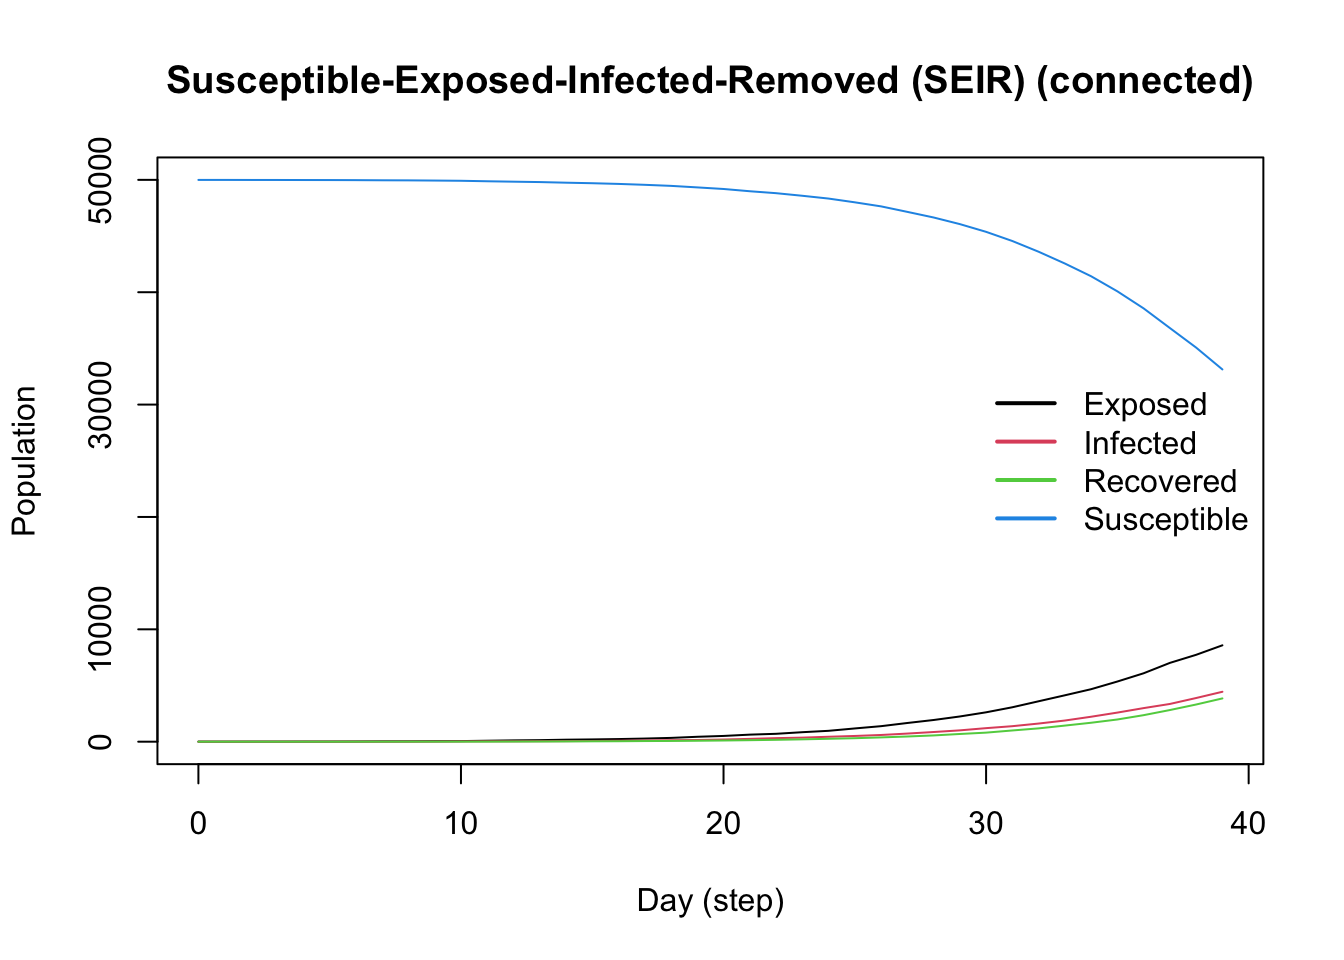 Susceptible-Exposed-Infected-Removed (SEIR) (connected)
Population
50000
30000
10000
0
Exposed
Infected
Recovered
Susceptible
0 10 20 30 40
Day (step)